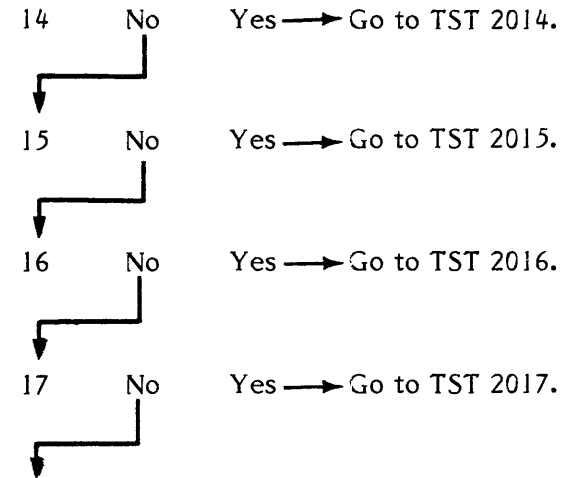 14 No Yes Go to TST 2014.
15 No Yes Go to TST 2015.
16 No Yes Go to TST 2016.
17 No Yes Go to TST 2017.